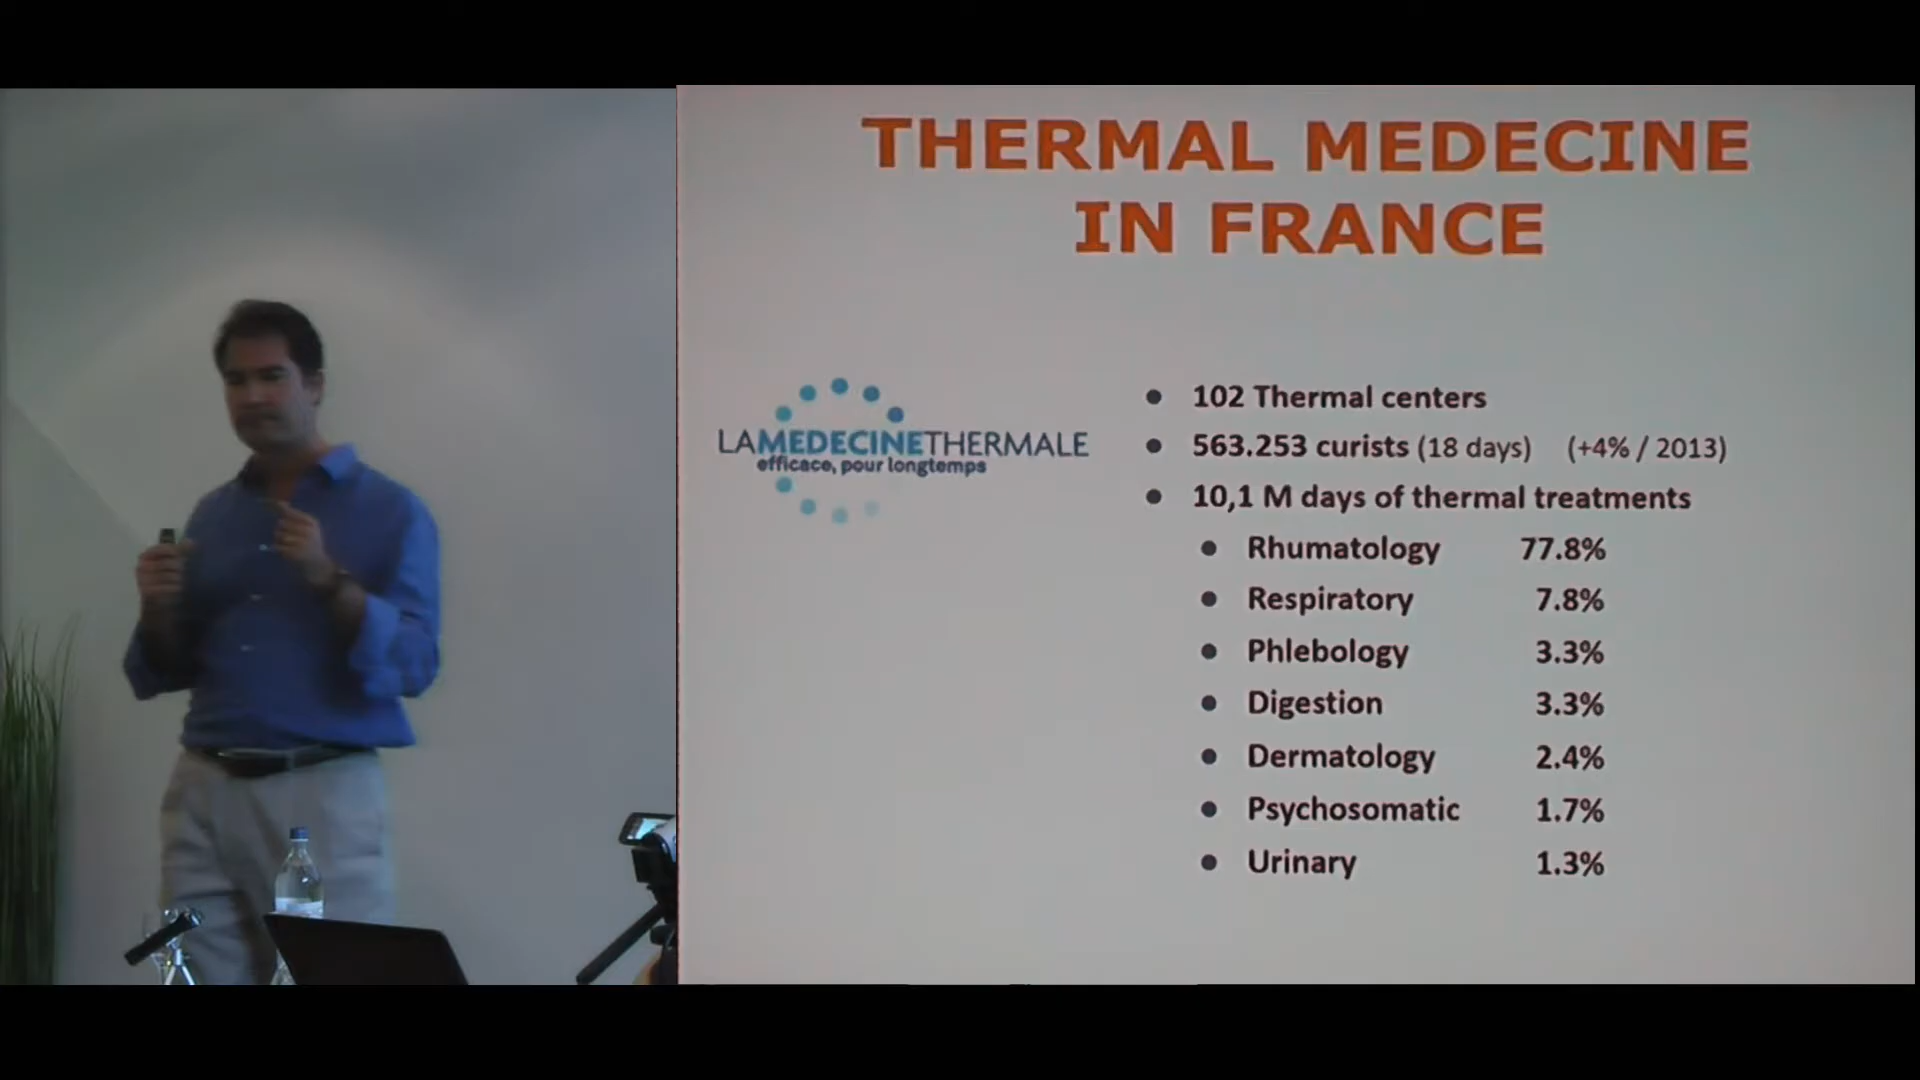 THERMAL MEDECINE
IN FRANCE
LAMEDECINETHERMALE
efficace, pour longtemps
102 Thermal centers
563.253 curists (18 days) (+4% / 2013)
10,1 M days of thermal treatments
Rhumatology 77.8%
Respiratory 7.8%
Phlebology 3.3%
Digestion 3.3%
Dermatology 2.4%
Psychosomatic 1.7%
Urinary 1.3%